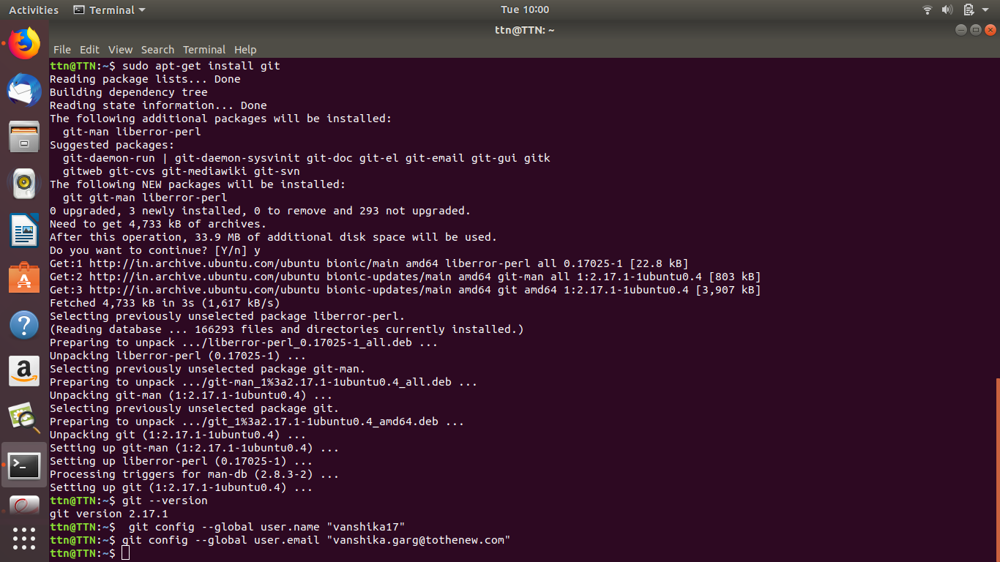 Activities Terminal Tue 10:00
ttn@TTN: ~
File Edit View Search Terminal Help
ttn@TTN:~$ sudo apt-get install git
Reading package lists... Done
Building dependency tree
Reading state information... Done
The following additional packages will be installed:
  git-man liberror-perl
Suggested packages:
  git-daemon-run | git-daemon-sysvinit git-doc git-el git-email git-gui gitk
  gitweb git-cvs git-mediawiki git-svn
The following NEW packages will be installed:
  git git-man liberror-perl
0 upgraded, 3 newly installed, 0 to remove and 293 not upgraded.
Need to get 4,733 kB of archives.
After this operation, 33.9 MB of additional disk space will be used.
Do you want to continue? [Y/n] y
Get:1 http://in.archive.ubuntu.com/ubuntu bionic/main amd64 liberror-perl all 0.17025-1 [22.8 kB]
Get:2 http://in.archive.ubuntu.com/ubuntu bionic-updates/main amd64 git-man all 1:2.17.1-1ubuntu0.4 [803 kB]
Get:3 http://in.archive.ubuntu.com/ubuntu bionic-updates/main amd64 git amd64 1:2.17.1-1ubuntu0.4 [3,907 kB]
Fetched 4,733 kB in 3s (1,617 kB/s)
Selecting previously unselected package liberror-perl.
(Reading database ... 166293 files and directories currently installed.)
Preparing to unpack .../liberror-perl_0.17025-1_all.deb ...
Unpacking liberror-perl (0.17025-1) ...
Selecting previously unselected package git-man.
Preparing to unpack .../git-man_1%3a2.17.1-1ubuntu0.4_all.deb ...
Unpacking git-man (1:2.17.1-1ubuntu0.4) ...
Selecting previously unselected package git.
Preparing to unpack .../git_1%3a2.17.1-1ubuntu0.4_amd64.deb ...
Unpacking git (1:2.17.1-1ubuntu0.4) ...
Setting up git-man (1:2.17.1-1ubuntu0.4) ...
Setting up liberror-perl (0.17025-1) ...
Processing triggers for man-db (2.8.3-2) ...
Setting up git (1:2.17.1-1ubuntu0.4) ...
ttn@TTN:~$ git --version
git version 2.17.1
ttn@TTN:~$  git config --global user.name "vanshika17"
ttn@TTN:~$ git config --global user.email "vanshika.garg@tothenew.com"
ttn@TTN:~$